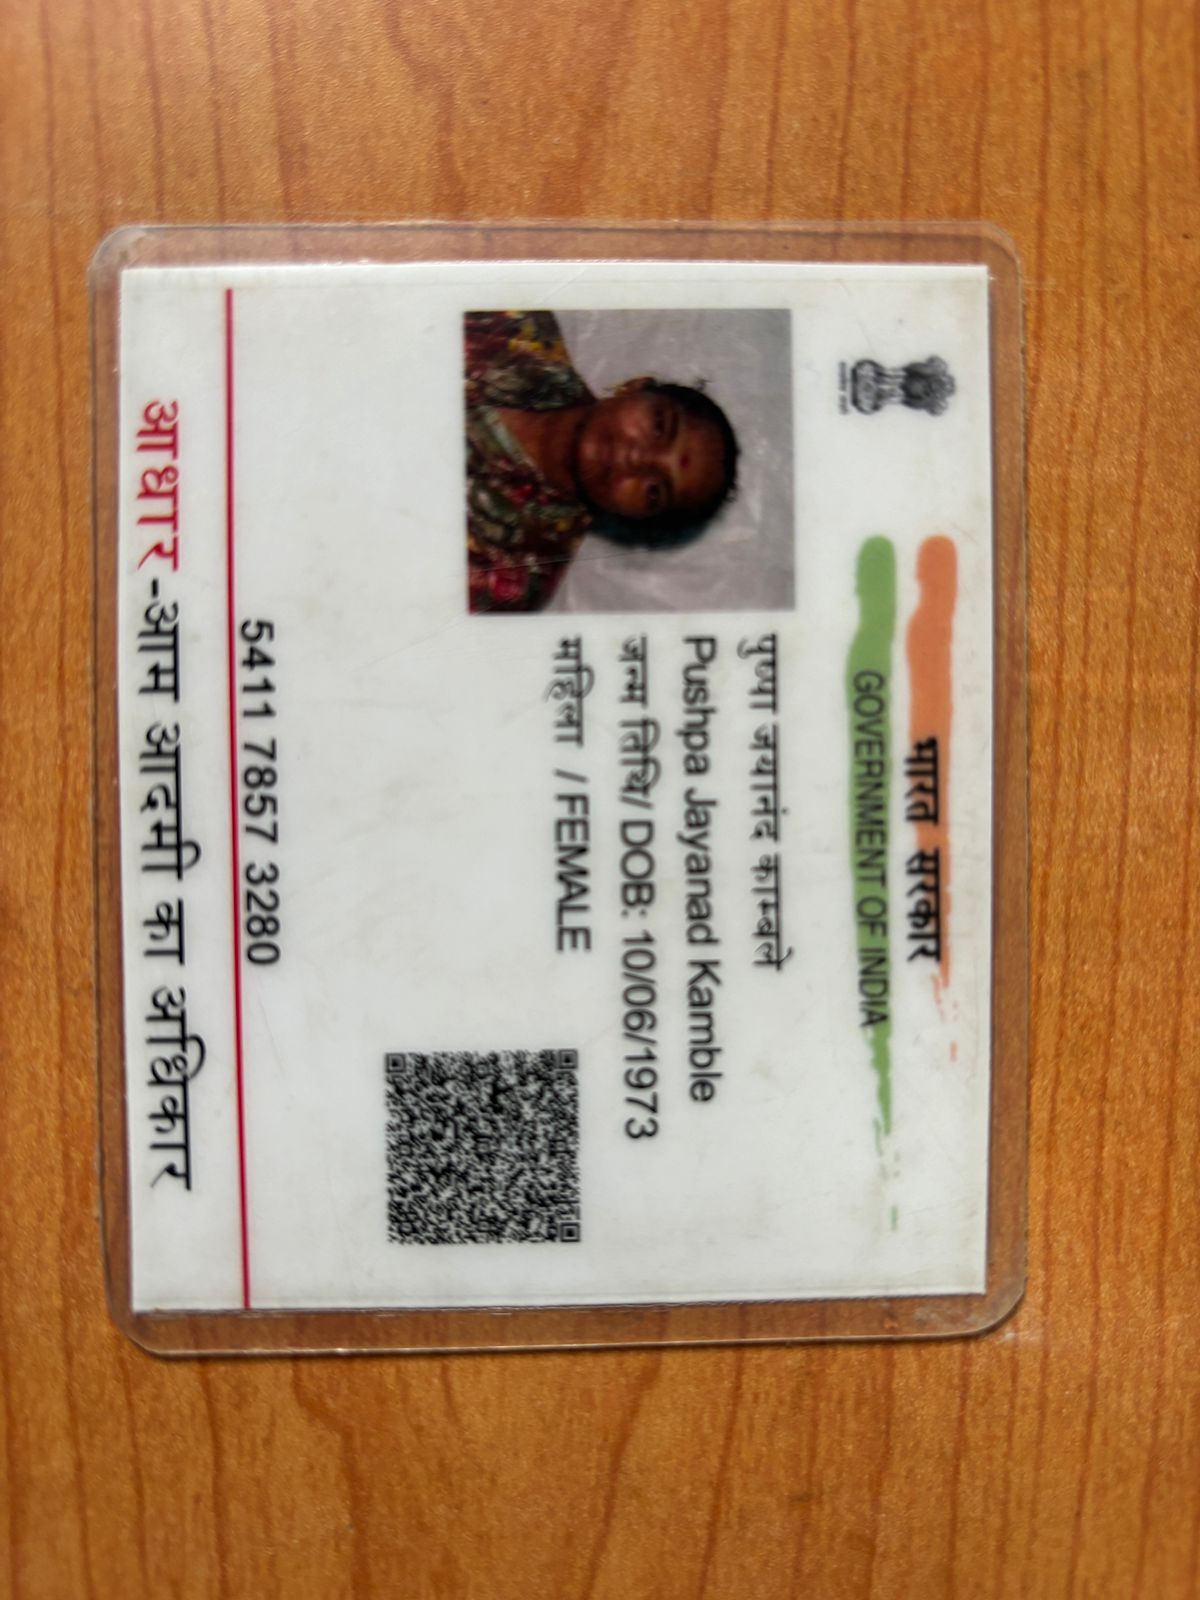 भारत सरकार
GOVERNMENT OF INDIA
पुष्पा जयानंद काम्बले
Pushpa Jayanad Kamble
जन्म तिथि/ DOB: 10/06/1973
महिला / FEMALE
5411 7857 3280
आधार-आम आदमी का अधिकार